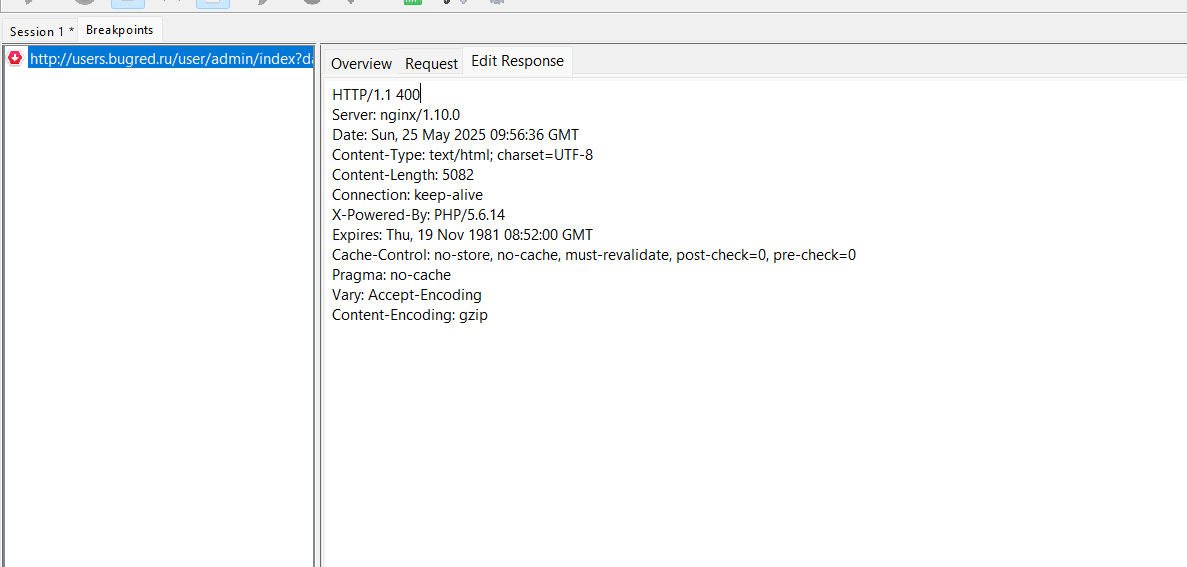 Session 1 *
Breakpoints
http://users.bugred.ru/user/admin/index?da
Overview
Request
Edit Response
HTTP/1.1 400
Server: nginx/1.10.0
Date: Sun, 25 May 2025 09:56:36 GMT
Content-Type: text/html; charset=UTF-8
Content-Length: 5082
Connection: keep-alive
X-Powered-By: PHP/5.6.14
Expires: Thu, 19 Nov 1981 08:52:00 GMT
Cache-Control: no-store, no-cache, must-revalidate, post-check=0, pre-check=0
Pragma: no-cache
Vary: Accept-Encoding
Content-Encoding: gzip